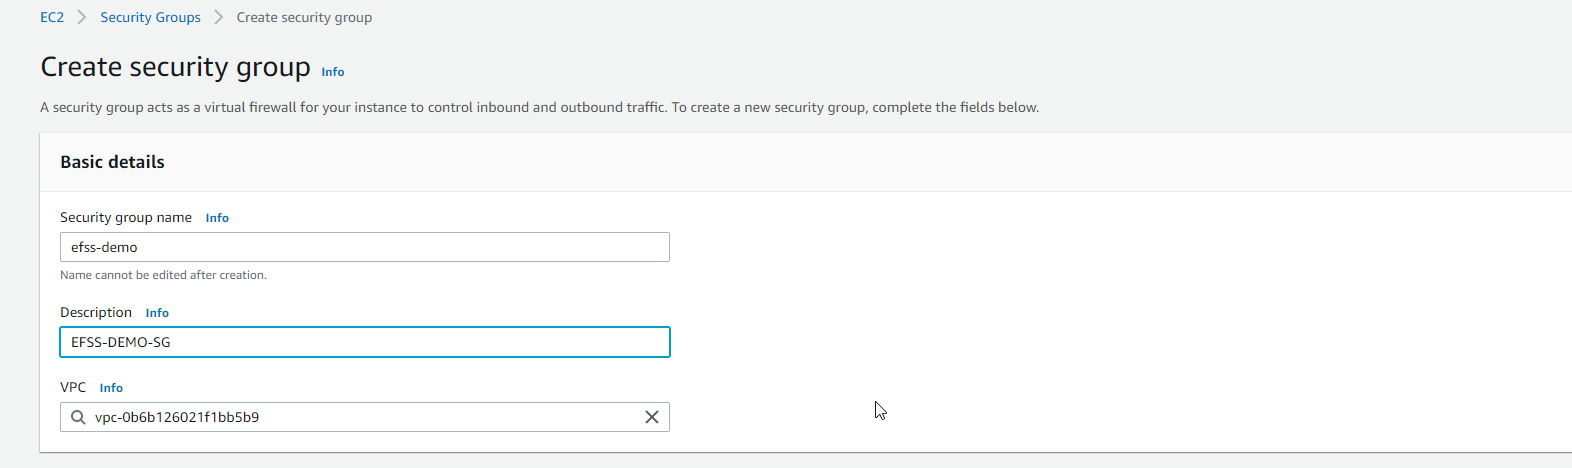 EC2 > Security Groups > Create security group
Create security group Info
A security group acts as a virtual firewall for your instance to control inbound and outbound traffic. To create a new security group, complete the fields below.
Basic details
Security group name Info
efss-demo
Name cannot be edited after creation.
Description Info
EFSS-DEMO-SG
VPC Info
vpc-0b6b126021f1bb5b9